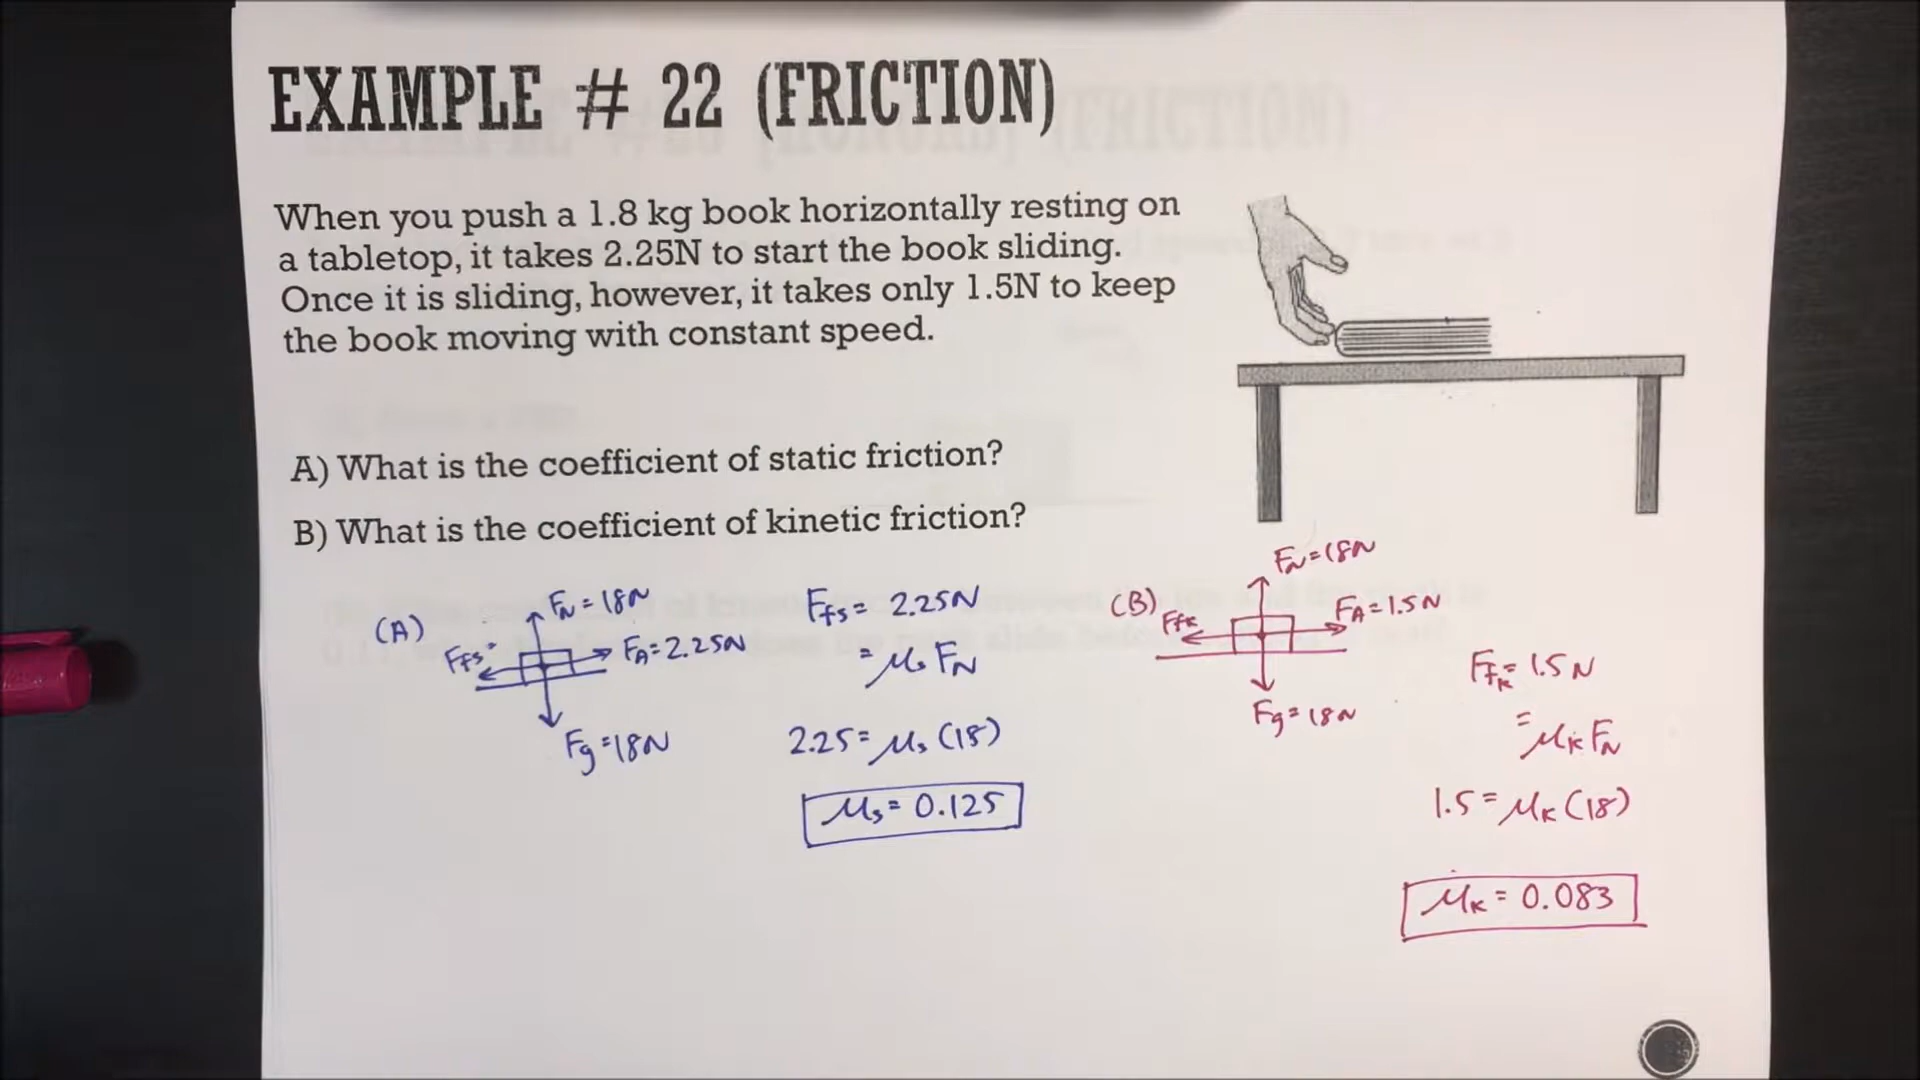 EXAMPLE # 22 (FRICTION)
When you push a 1.8 kg book horizontally resting on
a tabletop, it takes 2.25N to start the book sliding.
Once it is sliding, however, it takes only 1.5N to keep
the book moving with constant speed.
A) What is the coefficient of static friction?
B) What is the coefficient of kinetic friction?
(A)
FN = 18N
Ffs
FA = 2.25N
Fg = 18N
Ffs = 2.25N
= μs FN
2.25 = μs (18)
μs = 0.125
(B)
FN = 18N
Ffk
FA = 1.5N
Fg = 18N
Ffk = 1.5N
= μk FN
1.5 = μk (18)
μk = 0.083